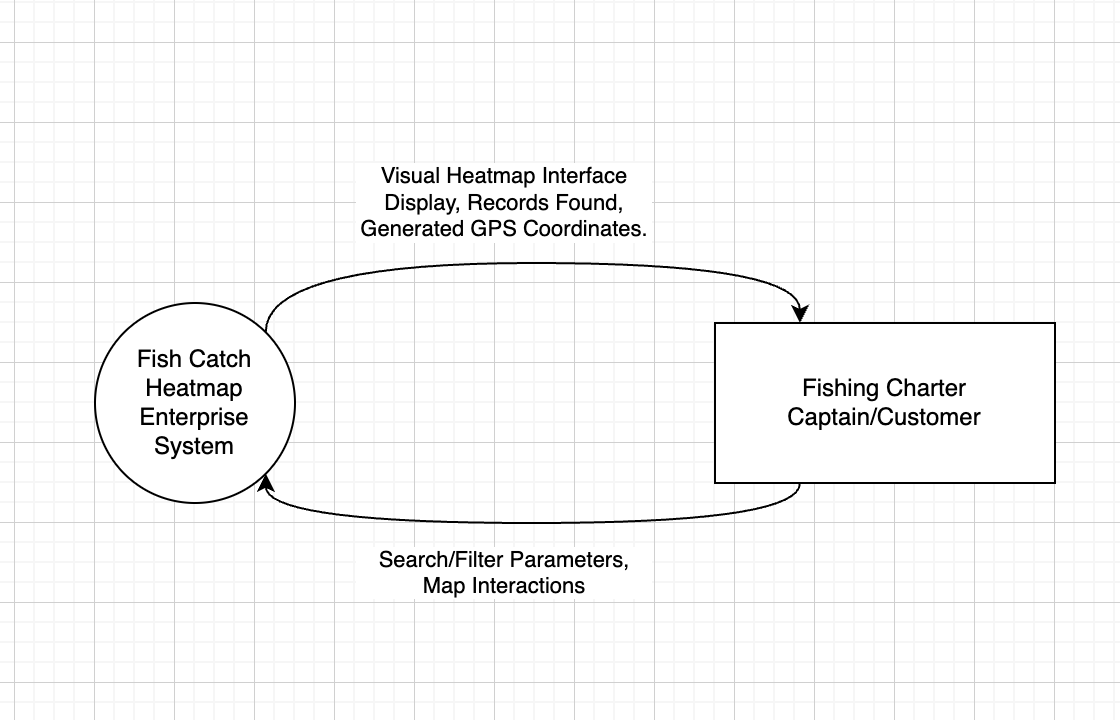 Visual Heatmap Interface
Display, Records Found,
Generated GPS Coordinates.
Fish Catch
Heatmap
Enterprise
System
Fishing Charter
Captain/Customer
Search/Filter Parameters,
Map Interactions